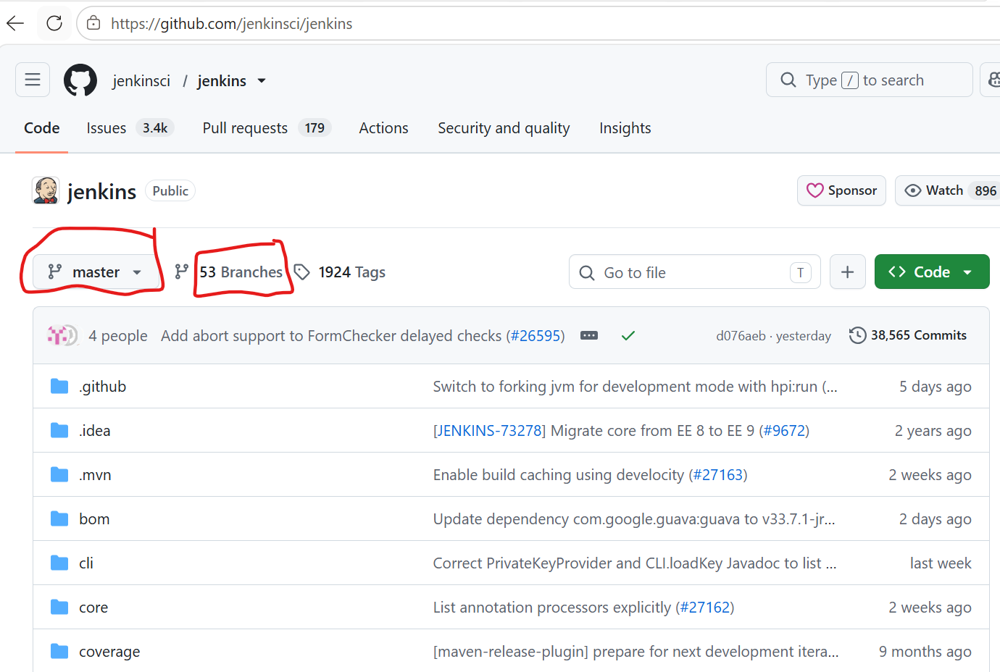 https://github.com/jenkinsci/jenkins
jenkinsci / jenkins
Type / to search
Code Issues 3.4k Pull requests 179 Actions Security and quality Insights
jenkins Public Sponsor Watch 896
master 53 Branches 1924 Tags Go to file T + <> Code
4 people Add abort support to FormChecker delayed checks (#26595) ... d076aeb · yesterday 38,565 Commits
.github Switch to forking jvm for development mode with hpi:run (... 5 days ago
.idea [JENKINS-73278] Migrate core from EE 8 to EE 9 (#9672) 2 years ago
.mvn Enable build caching using develocity (#27163) 2 weeks ago
bom Update dependency com.google.guava:guava to v33.7.1-jr... 2 days ago
cli Correct PrivateKeyProvider and CLI.loadKey Javadoc to list ... last week
core List annotation processors explicitly (#27162) 2 weeks ago
coverage [maven-release-plugin] prepare for next development itera... 9 months ago